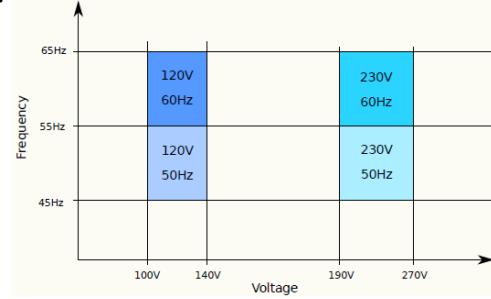 65Hz
120V
60Hz
230V
60Hz
55Hz
120V
50Hz
230V
50Hz
45Hz
Frequency
100V
140V
190V
270V
Voltage